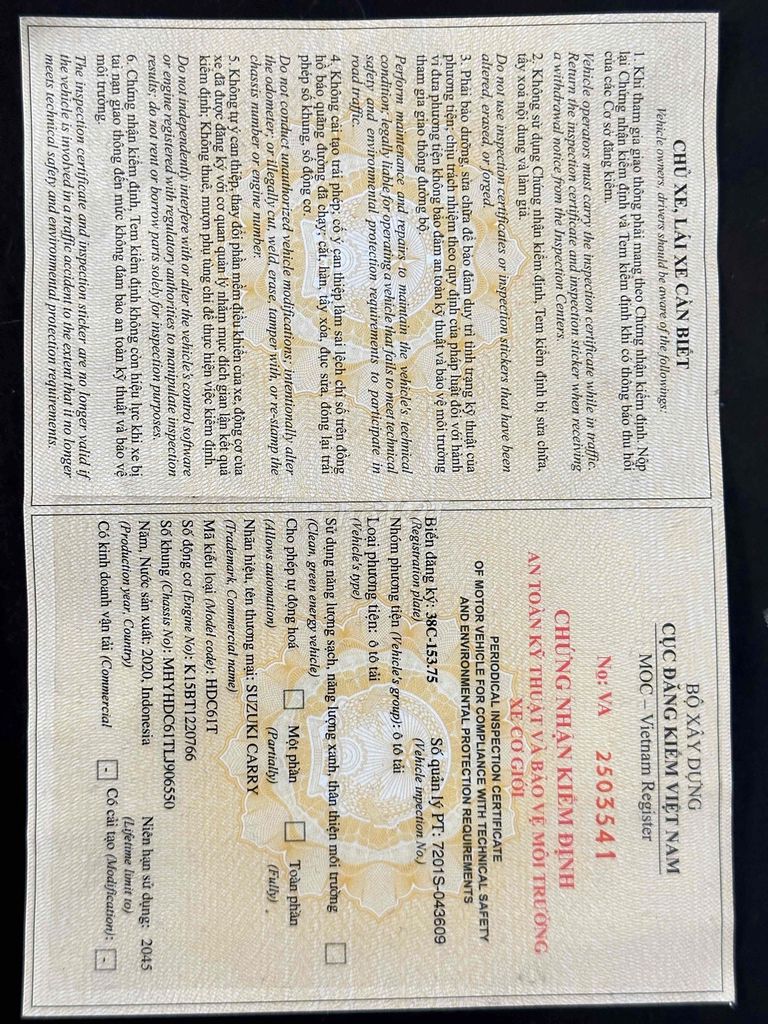 CHỦ XE, LÁI XE CẦN BIẾT
Vehicle owners, drivers should be aware of the followings:
1. Khi tham gia giao thông phải mang theo Chứng nhận kiểm định. Nộp
lại Chứng nhận kiểm định và Tem kiểm định khi có thông báo thu hồi
của các Cơ sở đăng kiểm.
Vehicle operators must carry the inspection certificate while in traffic.
Return the inspection certificate and inspection sticker when receiving
a withdrawal notice from the Inspection Centers.
2. Không sử dụng Chứng nhận kiểm định, Tem kiểm định bị sửa chữa,
tẩy xoá nội dung và làm giả.
Do not use inspection certificates or inspection stickers that have been
altered, erased, or forged.
3. Phải bảo dưỡng, sửa chữa để bảo đảm duy trì tình trạng kỹ thuật của
phương tiện, chịu trách nhiệm theo quy định của pháp luật đối với hành
vi đưa phương tiện không bảo đảm an toàn kỹ thuật và bảo vệ môi trường
tham gia giao thông đường bộ.
Perform maintenance and repairs to maintain the vehicle's technical
condition, legally liable for operating a vehicle that fails to meet technical
safety and environmental protection requirements to participate in
road traffic.
4. Không cải tạo trái phép; cố ý can thiệp làm sai lệch chỉ số trên đồng
hồ báo quãng đường đã chạy; cắt, hàn, tẩy xóa, đục sửa, đóng lại trái
phép số khung, số động cơ.
Do not conduct unauthorized vehicle modifications; intentionally alter
the odometer; or illegally cut, weld, erase, tamper with, or re-stamp the
chassis number or engine number.
5. Không tự ý can thiệp, thay đổi phần mềm điều khiển của xe, động cơ của
xe đã được đăng ký với cơ quan quản lý nhằm mục đích gian lận kết quả
kiểm định; Không thuê, mượn phụ tùng chỉ để thực hiện việc kiểm định.
Do not independently interfere with or alter the vehicle's control software
or engine registered with regulatory authorities to manipulate inspection
results; do not rent or borrow parts solely for inspection purposes.
6. Chứng nhận kiểm định, Tem kiểm định không còn hiệu lực khi xe bị
tai nạn giao thông đến mức không đảm bảo an toàn kỹ thuật và bảo vệ
môi trường.
The inspection certificate and inspection sticker are no longer valid if
the vehicle is involved in a traffic accident to the extent that it no longer
meets technical safety and environmental protection requirements.
BỘ XÂY DỰNG
CỤC ĐĂNG KIỂM VIỆT NAM
MOC – Vietnam Register
No: VA 2503541
CHỨNG NHẬN KIỂM ĐỊNH
AN TOÀN KỸ THUẬT VÀ BẢO VỆ MÔI TRƯỜNG
XE CƠ GIỚI
PERIODICAL INSPECTION CERTIFICATE
OF MOTOR VEHICLE FOR COMPLIANCE WITH TECHNICAL SAFETY
AND ENVIRONMENTAL PROTECTION REQUIREMENTS
Biển đăng ký: 38C-153.75 Số quản lý PT: 7201S-043609
(Registration plate) (Vehicle inpection No.)
Nhóm phương tiện (Vehicle's group): ô tô tải
Loại phương tiện: ô tô tải
(Vehicle's type)
Sử dụng năng lượng sạch, năng lượng xanh, thân thiện môi trường
(Clean, green energy vehicle)
Cho phép tự động hoá Một phần Toàn phần
(Allows automation) (Partially) (Fully) .
Nhãn hiệu, tên thương mại: SUZUKI CARRY
(Trademark, Commercial name)
Mã kiểu loại (Model code): HDC61T
Số động cơ (Engine No): K15BT1220766
Số khung (Chassis No): MHYHDC61TLJ906550
Năm, Nước sản xuất: 2020, Indonesia Niên hạn sử dụng: 2045
(Production year, Country) (Lifetime limit to)
Có kinh doanh vận tải (Commercial - Có cải tạo (Modification): -